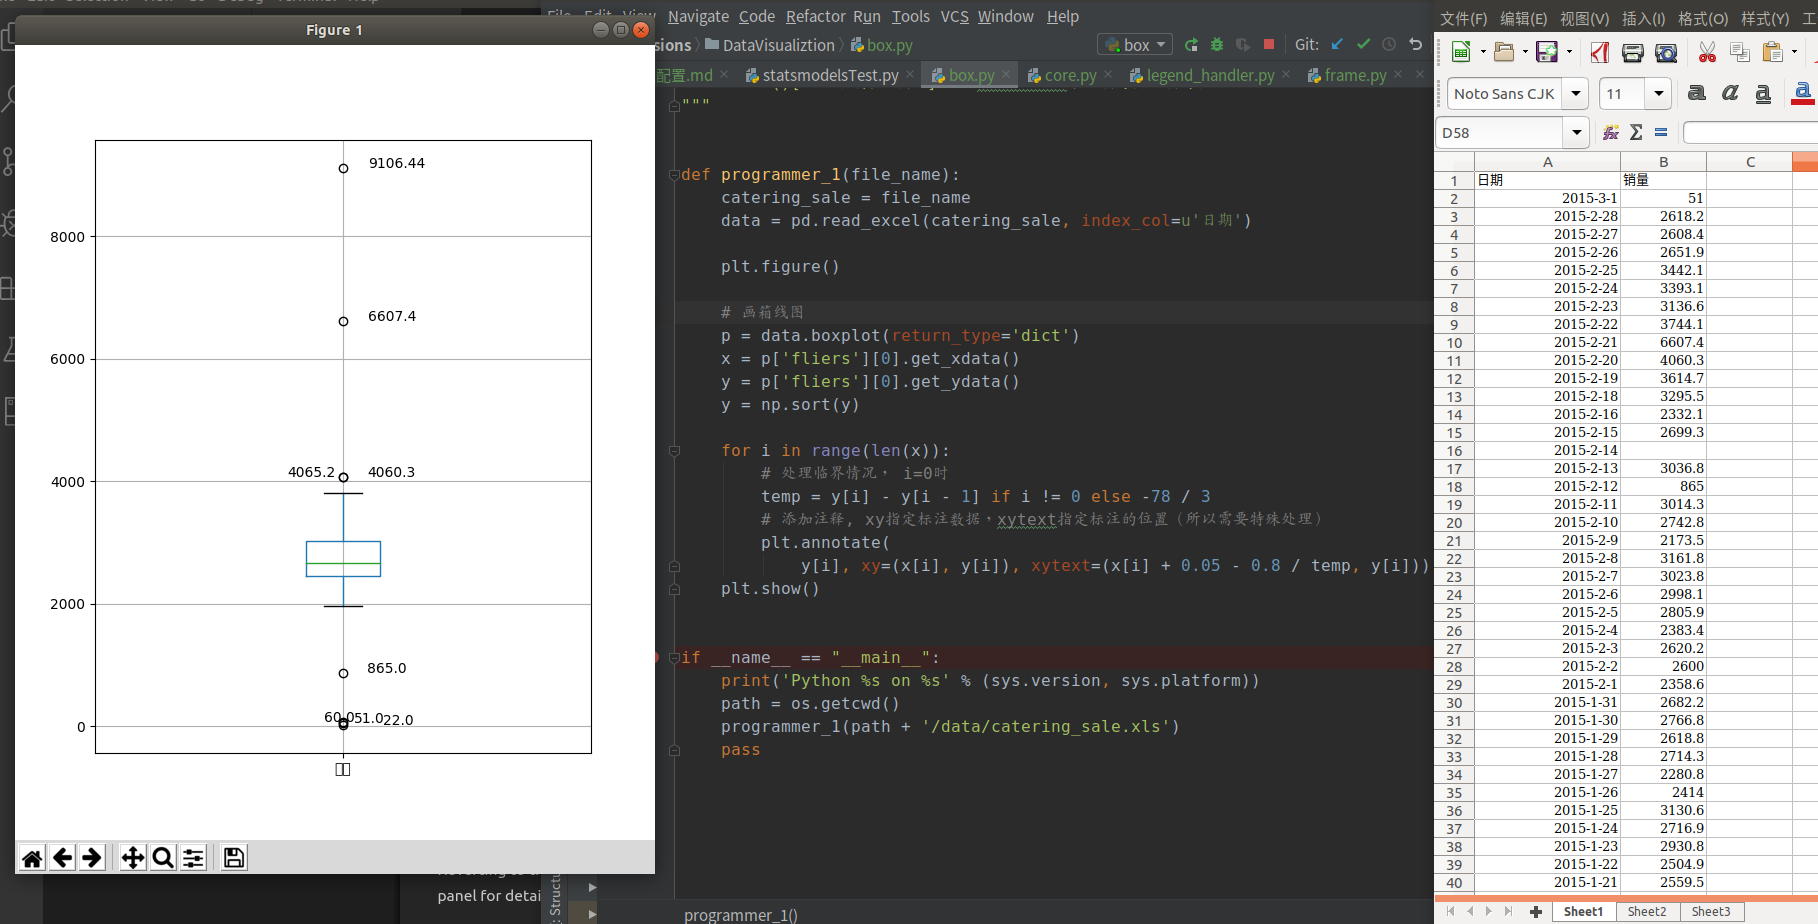 Figure 1
9106.44
8000
6607.4
6000
4065.2 4060.3
4000
2000
865.0
60.0 51.0 22.0
0
panel for detai
Navigate Code Refactor Run Tools VCS Window Help
sions DataVisualiztion box.py
box
Git:
配置.md statsmodelsTest.py box.py core.py legend_handler.py frame.py
"""
def programmer_1(file_name):
catering_sale = file_name
data = pd.read_excel(catering_sale, index_col=u'日期')
plt.figure()
# 画箱线图
p = data.boxplot(return_type='dict')
x = p['fliers'][0].get_xdata()
y = p['fliers'][0].get_ydata()
y = np.sort(y)
for i in range(len(x)):
# 处理临界情况， i=0时
temp = y[i] - y[i - 1] if i != 0 else -78 / 3
# 添加注释, xy指定标注数据，xytext指定标注的位置（所以需要特殊处理）
plt.annotate(
y[i], xy=(x[i], y[i]), xytext=(x[i] + 0.05 - 0.8 / temp, y[i]))
plt.show()
if __name__ == "__main__":
print('Python %s on %s' % (sys.version, sys.platform))
path = os.getcwd()
programmer_1(path + '/data/catering_sale.xls')
pass
: Structu
programmer_1()
文件(F) 编辑(E) 视图(V) 插入(I) 格式(O) 样式(Y) 工
Noto Sans CJK 11
D58
A B C
1 日期 销量
2 2015-3-1 51
3 2015-2-28 2618.2
4 2015-2-27 2608.4
5 2015-2-26 2651.9
6 2015-2-25 3442.1
7 2015-2-24 3393.1
8 2015-2-23 3136.6
9 2015-2-22 3744.1
10 2015-2-21 6607.4
11 2015-2-20 4060.3
12 2015-2-19 3614.7
13 2015-2-18 3295.5
14 2015-2-16 2332.1
15 2015-2-15 2699.3
16 2015-2-14
17 2015-2-13 3036.8
18 2015-2-12 865
19 2015-2-11 3014.3
20 2015-2-10 2742.8
21 2015-2-9 2173.5
22 2015-2-8 3161.8
23 2015-2-7 3023.8
24 2015-2-6 2998.1
25 2015-2-5 2805.9
26 2015-2-4 2383.4
27 2015-2-3 2620.2
28 2015-2-2 2600
29 2015-2-1 2358.6
30 2015-1-31 2682.2
31 2015-1-30 2766.8
32 2015-1-29 2618.8
33 2015-1-28 2714.3
34 2015-1-27 2280.8
35 2015-1-26 2414
36 2015-1-25 3130.6
37 2015-1-24 2716.9
38 2015-1-23 2930.8
39 2015-1-22 2504.9
40 2015-1-21 2559.5
Sheet1 Sheet2 Sheet3